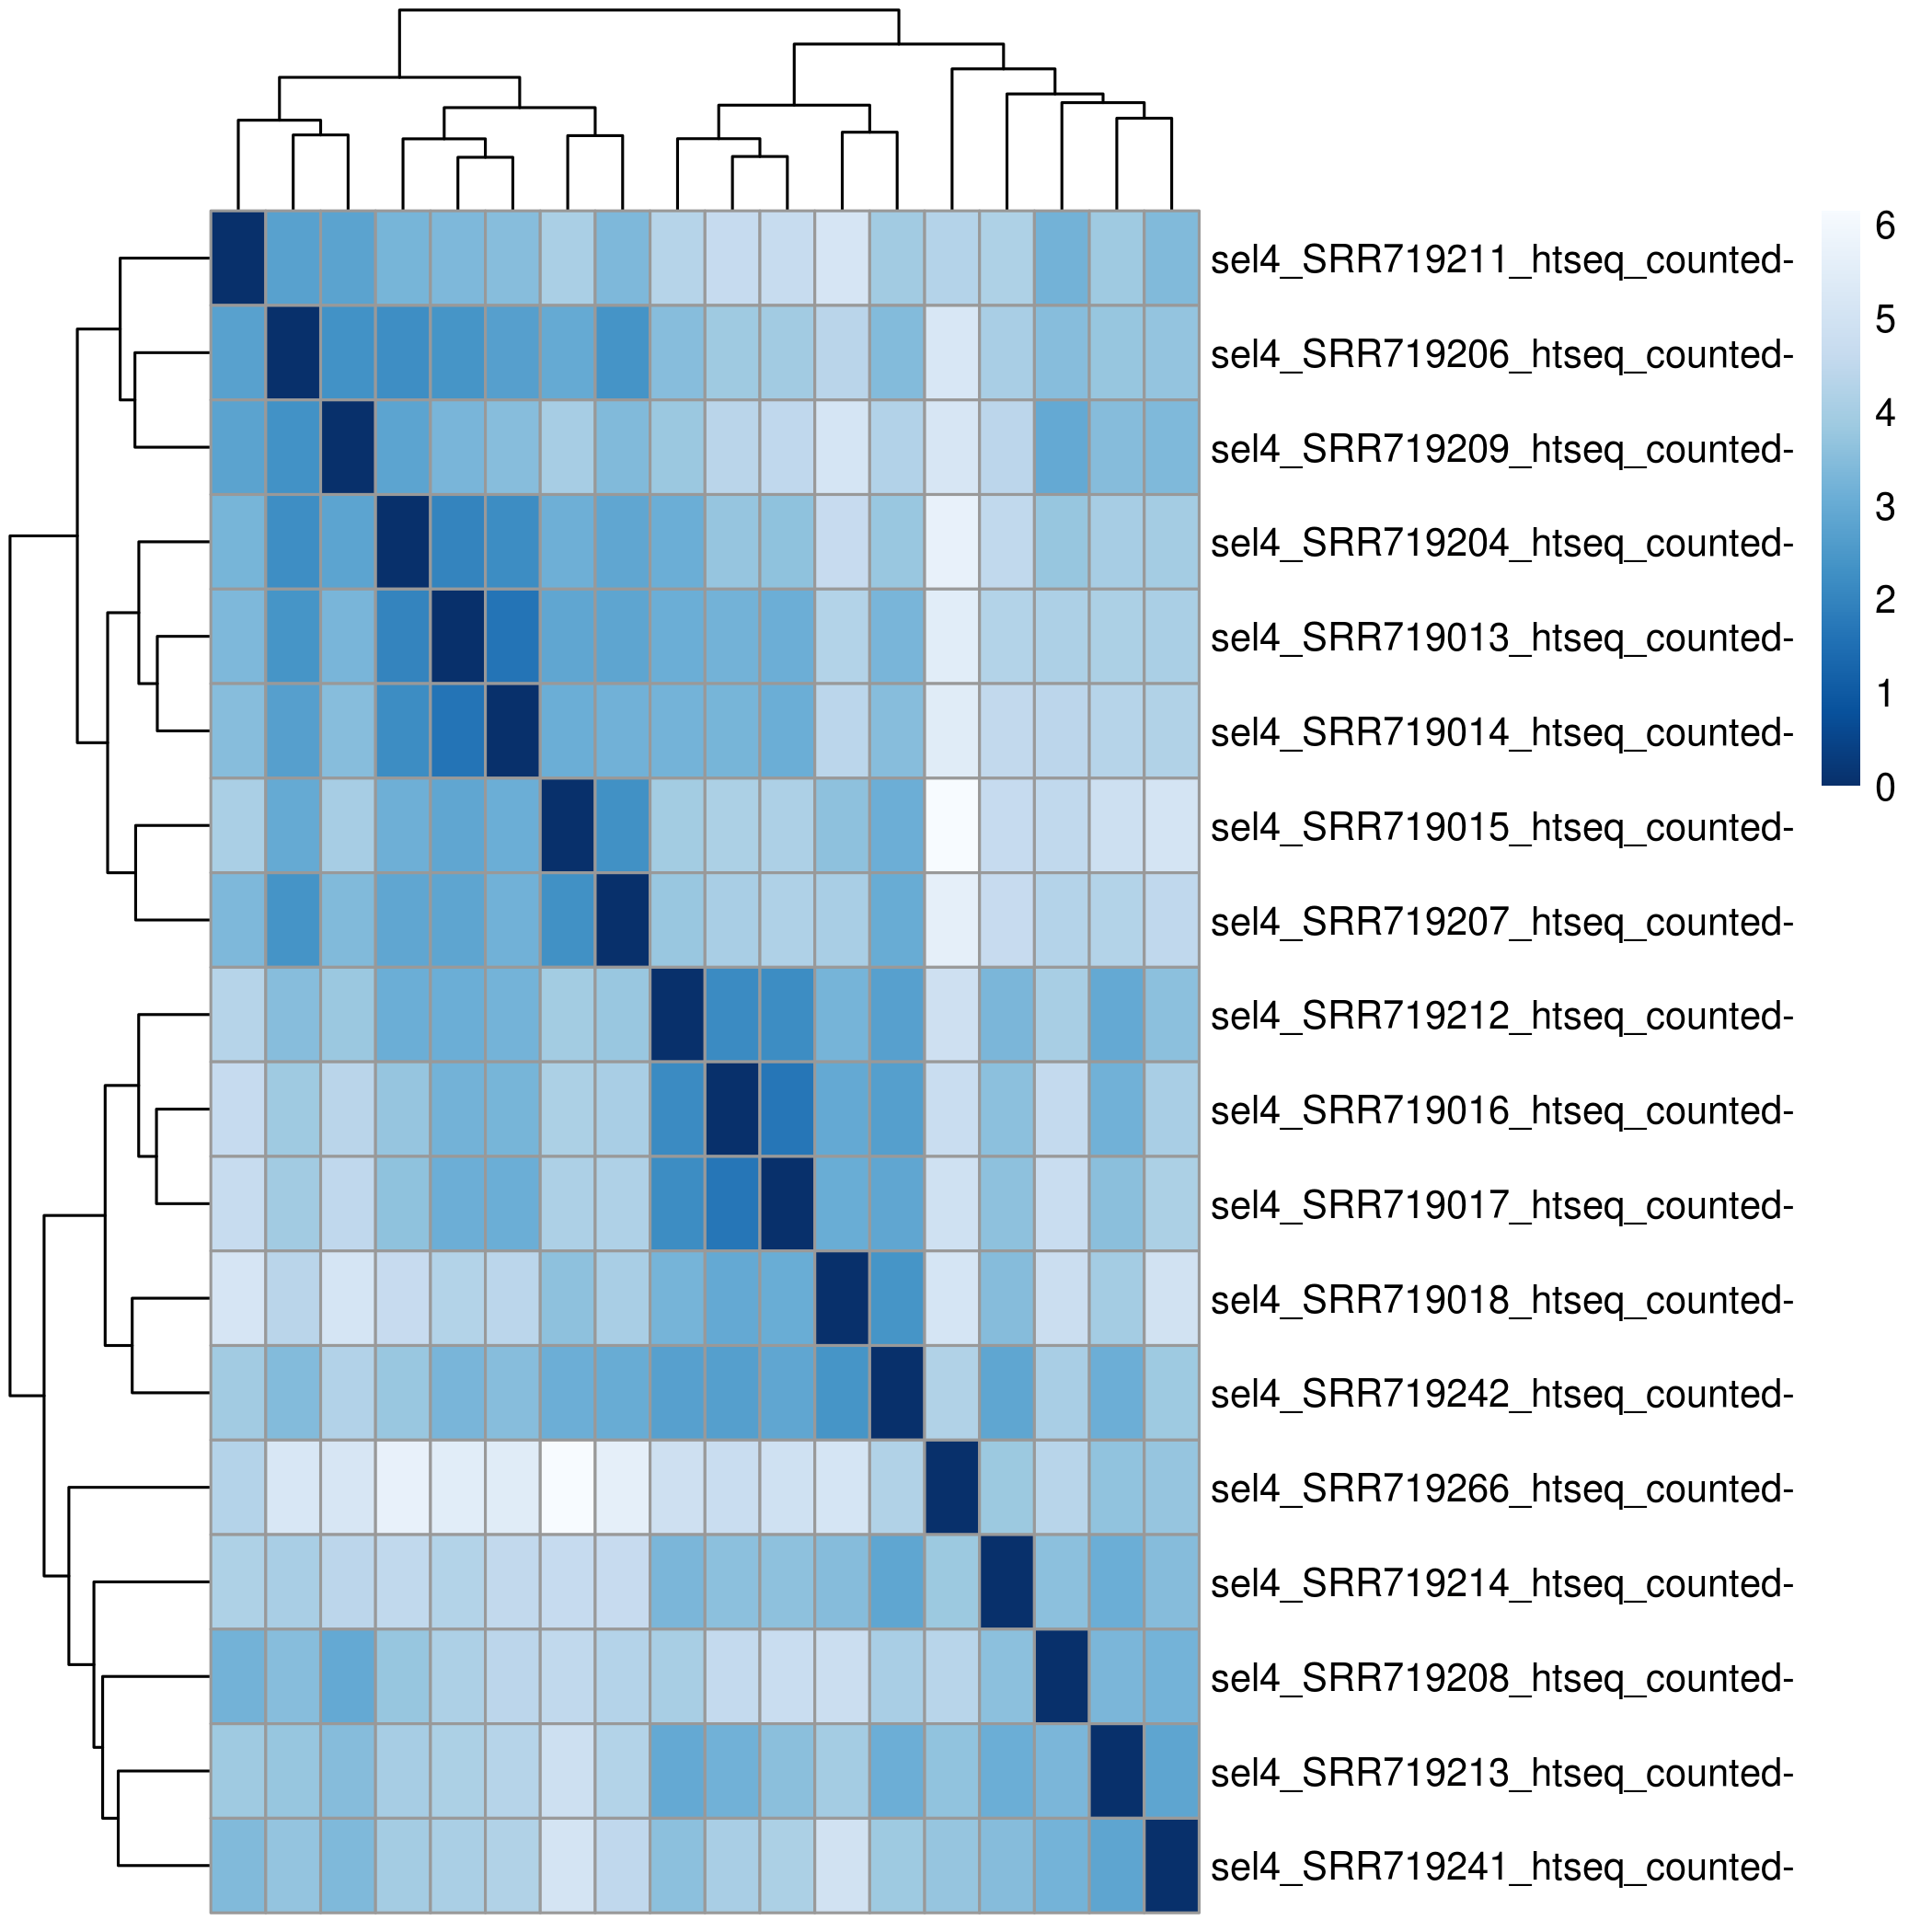 sel4_SRR719211_htseq_counted-
sel4_SRR719206_htseq_counted-
sel4_SRR719209_htseq_counted-
sel4_SRR719204_htseq_counted-
sel4_SRR719013_htseq_counted-
sel4_SRR719014_htseq_counted-
sel4_SRR719015_htseq_counted-
sel4_SRR719207_htseq_counted-
sel4_SRR719212_htseq_counted-
sel4_SRR719016_htseq_counted-
sel4_SRR719017_htseq_counted-
sel4_SRR719018_htseq_counted-
sel4_SRR719242_htseq_counted-
sel4_SRR719266_htseq_counted-
sel4_SRR719214_htseq_counted-
sel4_SRR719208_htseq_counted-
sel4_SRR719213_htseq_counted-
sel4_SRR719241_htseq_counted-
6
5
4
3
2
1
0